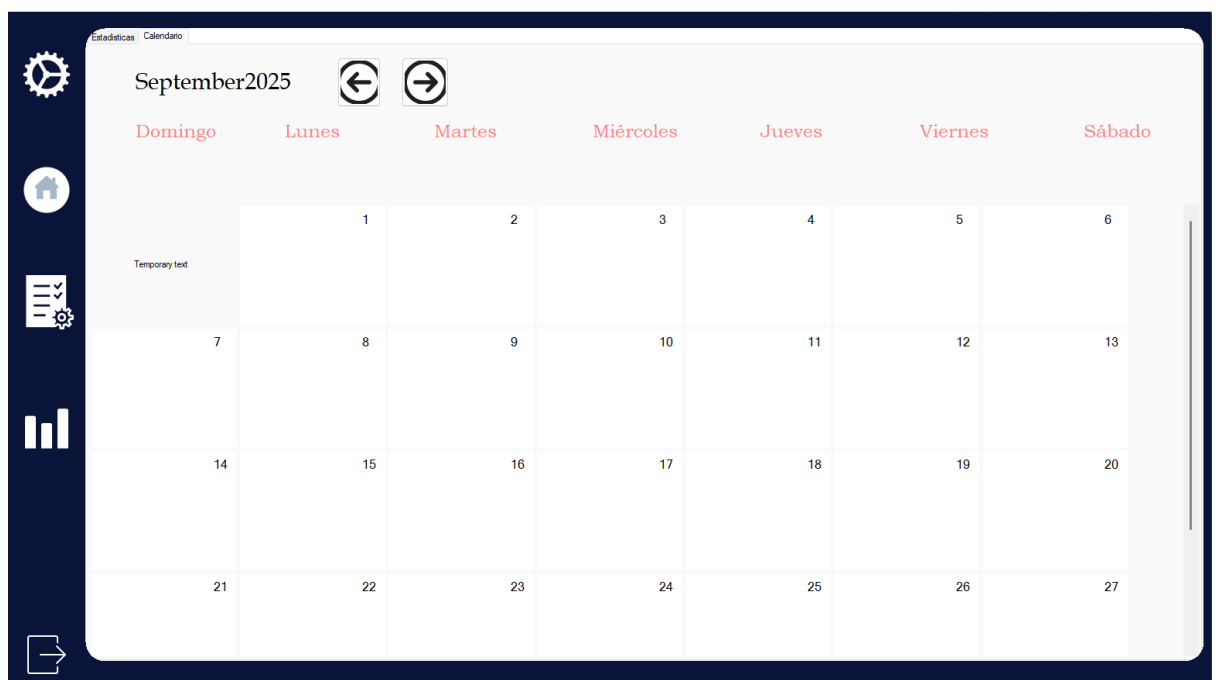 Estadisticas Calendario
September2025
Domingo Lunes Martes Miércoles Jueves Viernes Sábado
1 2 3 4 5 6
Temporary text
7 8 9 10 11 12 13
14 15 16 17 18 19 20
21 22 23 24 25 26 27